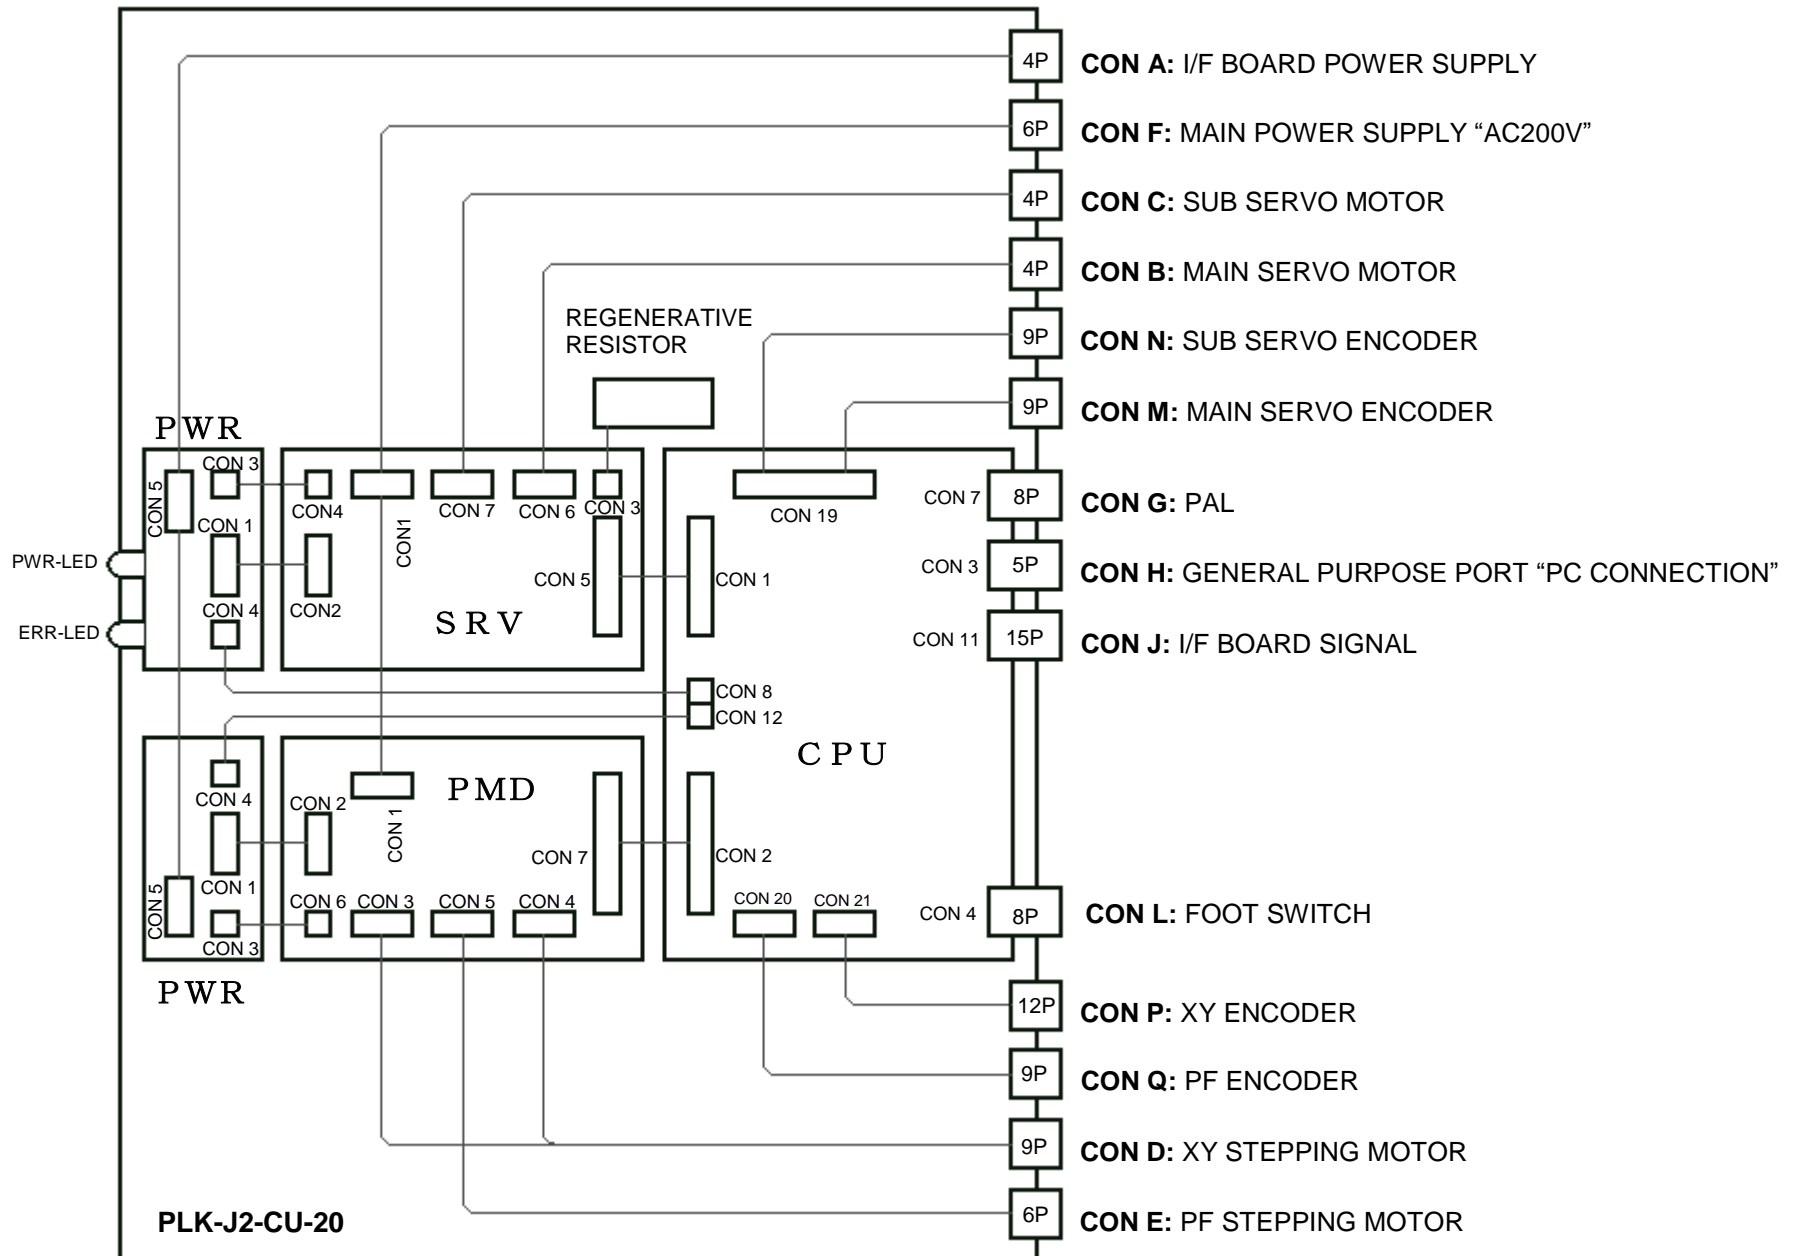 4P CON A: I/F BOARD POWER SUPPLY
6P CON F: MAIN POWER SUPPLY “AC200V”
4P CON C: SUB SERVO MOTOR
4P CON B: MAIN SERVO MOTOR
REGENERATIVE
RESISTOR
9P CON N: SUB SERVO ENCODER
9P CON M: MAIN SERVO ENCODER
PWR
CON 3
CON 5
CON 1
CON 4
PWR-LED
ERR-LED
CON4
CON1
CON 7
CON 6
CON 3
CON2
CON 5
SRV
CON 19
CON 1
CON 7 8P CON G: PAL
CON 3 5P CON H: GENERAL PURPOSE PORT “PC CONNECTION”
CON 11 15P CON J: I/F BOARD SIGNAL
CON 8
CON 12
CPU
CON 4
CON 1
CON 5
CON 3
PWR
CON 2
CON 1
PMD
CON 7
CON 6
CON 3
CON 5
CON 4
CON 2
CON 20
CON 21
CON 4 8P CON L: FOOT SWITCH
12P CON P: XY ENCODER
9P CON Q: PF ENCODER
9P CON D: XY STEPPING MOTOR
6P CON E: PF STEPPING MOTOR
PLK-J2-CU-20